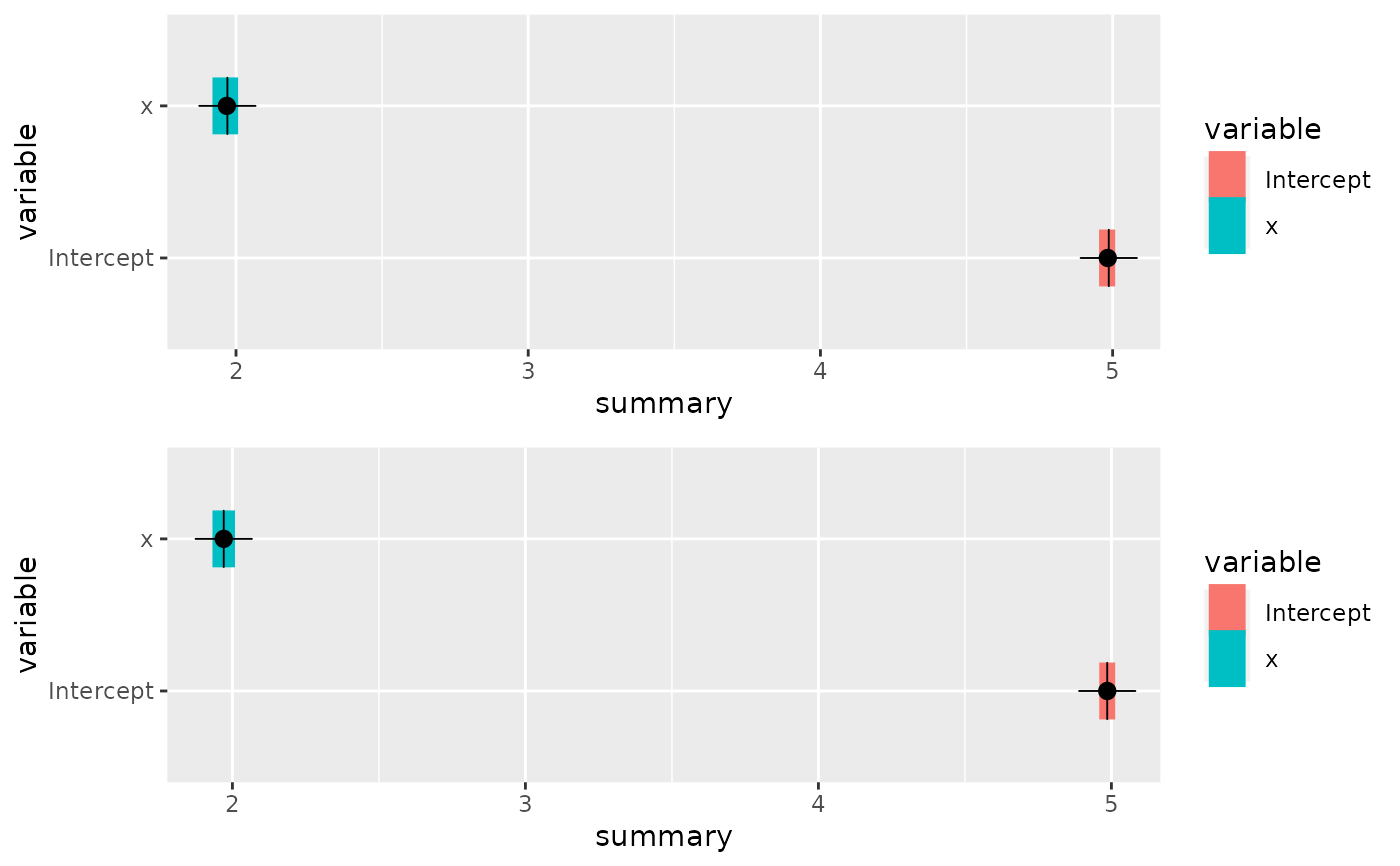 variable
x
Intercept
2 3 4 5
summary
variable
Intercept
x
variable
x
Intercept
2 3 4 5
summary
variable
Intercept
x